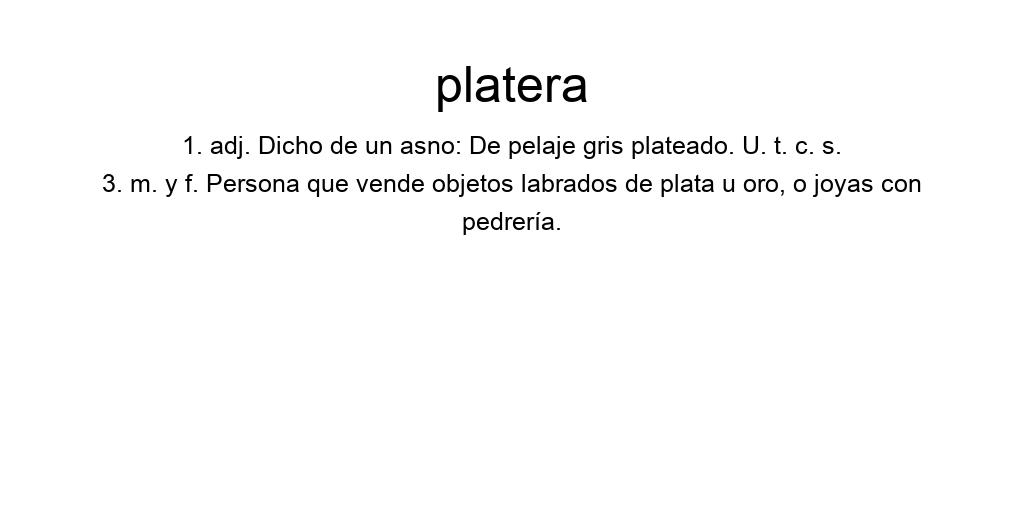 platera
1. adj. Dicho de un asno: De pelaje gris plateado. U. t. c. s.
3. m. y f. Persona que vende objetos labrados de plata u oro, o joyas con
pedrería.